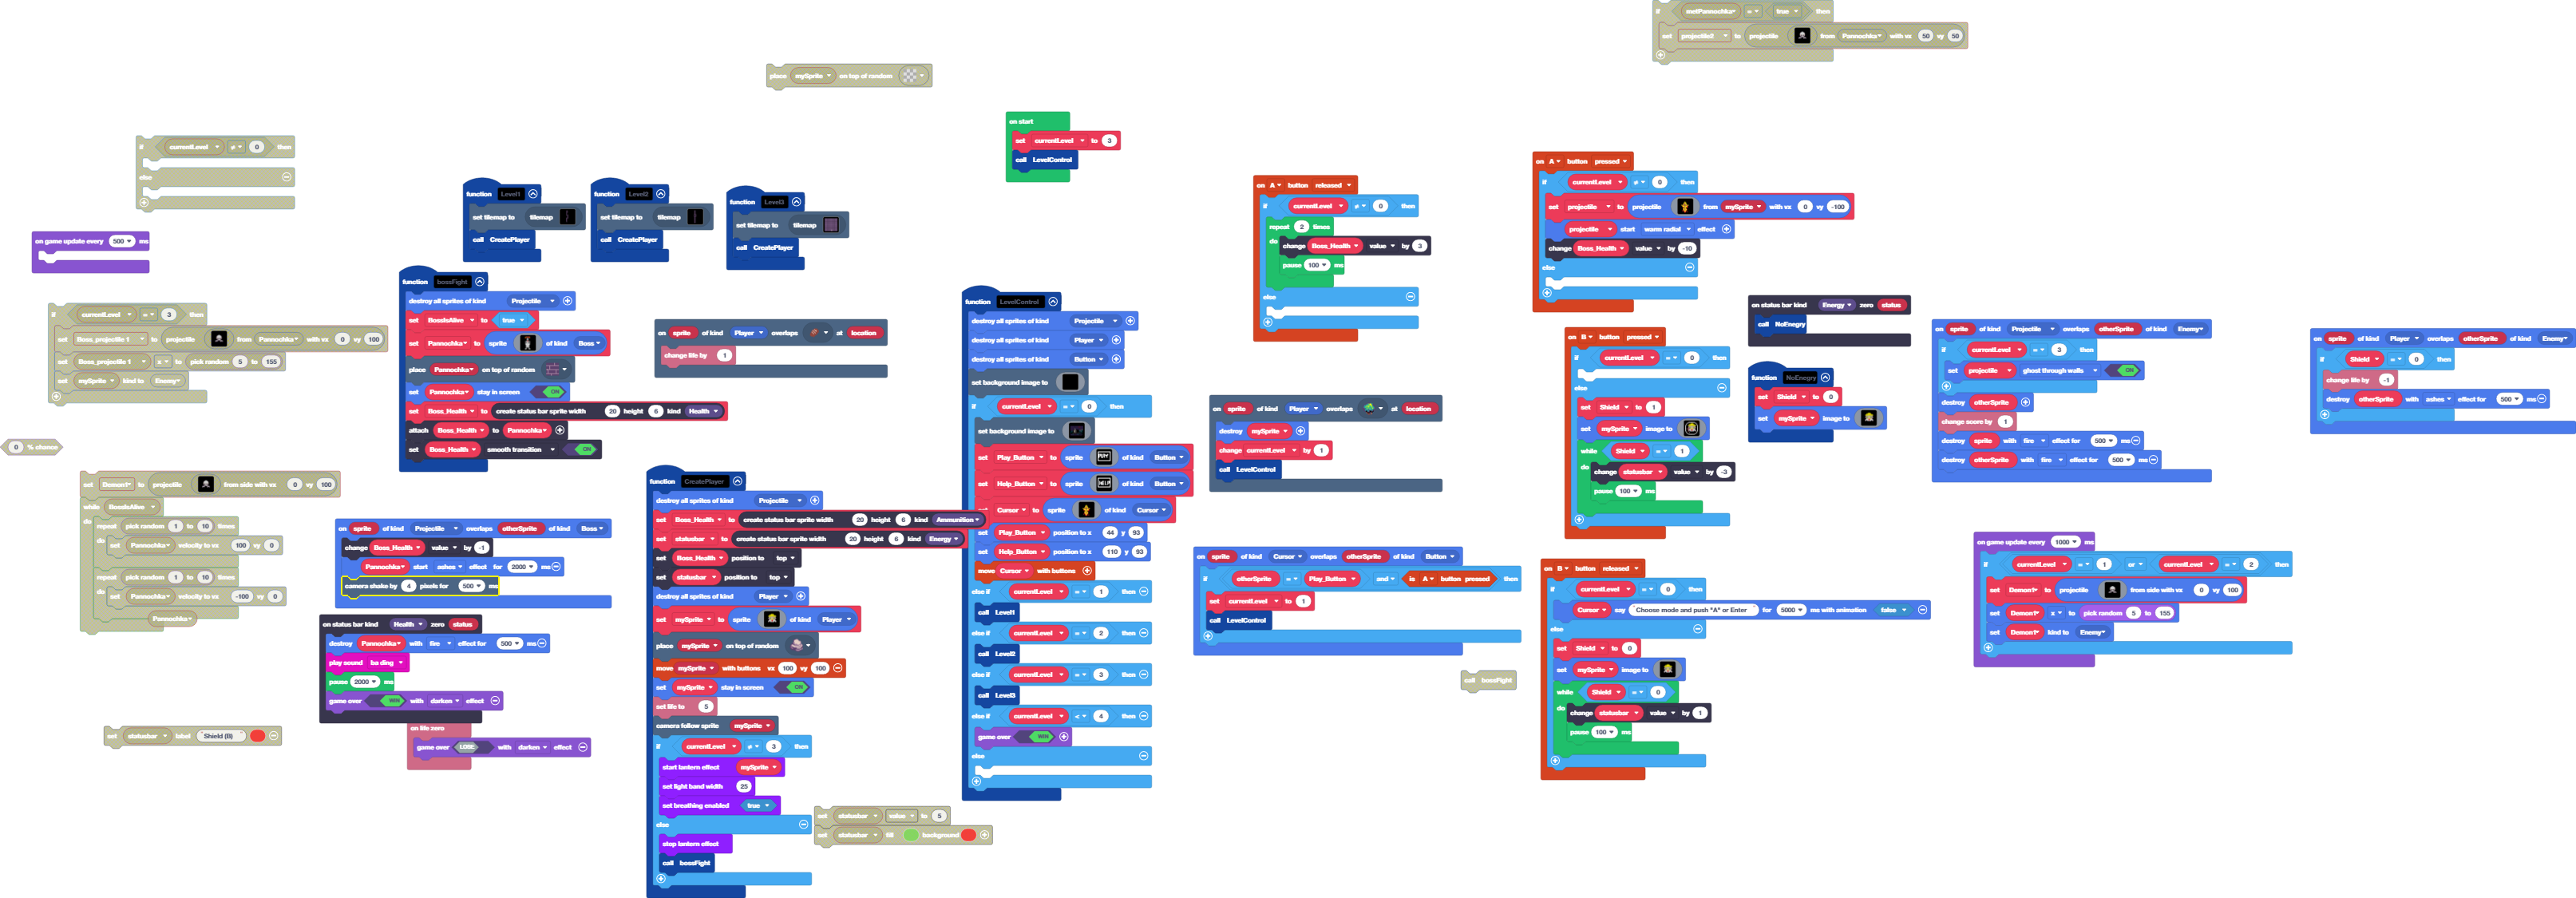 if metPannochka = true then
set projectile2 to projectile from Pannochka with vx 50 vy 50
place mySprite on top of random
on start
set currentLevel to 3
call LevelControl
if currentLevel ≠ 0 then
else
on game update every 500 ms
function Level1
set tilemap to tilemap
call CreatePlayer
function Level2
set tilemap to tilemap
call CreatePlayer
function Level3
set tilemap to tilemap
call CreatePlayer
if currentLevel = 3 then
set Boss_projectile 1 to projectile from Pannochka with vx 0 vy 100
set Boss_projectile 1 x to pick random 5 to 155
set mySprite kind to Enemy
0 % chance
set Demon1 to projectile from side with vx 0 vy 100
while BossIsAlive
do repeat pick random 1 to 10 times
do set Pannochka velocity to vx 100 vy 0
repeat pick random 1 to 10 times
do set Pannochka velocity to vx -100 vy 0
Pannochka
set statusbar label "Shield (B)"
function bossFight
destroy all sprites of kind Projectile
set BossIsAlive to true
set Pannochka to sprite of kind Boss
place Pannochka on top of random
set Pannochka stay in screen ON
set Boss_Health to create status bar sprite width 20 height 6 kind Health
attach Boss_Health to Pannochka
set Boss_Health smooth transition ON
on sprite of kind Projectile overlaps otherSprite of kind Boss
change Boss_Health value by -1
Pannochka start ashes effect for 2000 ms
camera shake by 4 pixels for 500 ms
on status bar kind Health zero status
destroy Pannochka with fire effect for 500 ms
play sound ba ding
pause 2000 ms
game over WIN with darken effect
on life zero
game over LOSE with darken effect
on sprite of kind Player overlaps at location
change life by 1
function CreatePlayer
destroy all sprites of kind Projectile
set Boss_Health to create status bar sprite width 20 height 6 kind Ammunition
set statusbar to create status bar sprite width 20 height 6 kind Energy
set Boss_Health position to top
set statusbar position to top
destroy all sprites of kind Player
set mySprite to sprite of kind Player
place mySprite on top of random
move mySprite with buttons vx 100 vy 100
set mySprite stay in screen ON
set life to 5
camera follow sprite mySprite
if currentLevel ≠ 3 then
start lantern effect mySprite
set light band width 25
set breathing enabled true
else
stop lantern effect
call bossFight
set statusbar value to 5
set statusbar fill background
function LevelControl
destroy all sprites of kind Projectile
destroy all sprites of kind Player
destroy all sprites of kind Button
set background image to
if currentLevel = 0 then
set background image to
set Play_Button to sprite PLAY of kind Button
set Help_Button to sprite HELP of kind Button
set Cursor to sprite of kind Cursor
set Play_Button position to x 44 y 93
set Help_Button position to x 110 y 93
move Cursor with buttons
else if currentLevel = 1 then
call Level1
else if currentLevel = 2 then
call Level2
else if currentLevel = 3 then
call Level3
else if currentLevel < 4 then
game over WIN
else
on A button released
if currentLevel ≠ 0 then
repeat 2 times
do change Boss_Health value by 3
pause 100 ms
else
on sprite of kind Player overlaps at location
destroy mySprite
change currentLevel by 1
call LevelControl
on sprite of kind Cursor overlaps otherSprite of kind Button
if otherSprite = Play_Button and is A button pressed then
set currentLevel to 1
call LevelControl
call bossFight
on A button pressed
if currentLevel ≠ 0 then
set projectile to projectile from mySprite with vx 0 vy -100
projectile start warm radial effect
change Boss_Health value by -10
else
on B button pressed
if currentLevel = 0 then
else
set Shield to 1
set mySprite image to
while Shield = 1
do change statusbar value by -3
pause 100 ms
on B button released
if currentLevel = 0 then
Cursor say "Choose mode and push "A" or Enter" for 5000 ms with animation false
else
set Shield to 0
set mySprite image to
while Shield = 0
do change statusbar value by 1
pause 100 ms
on status bar kind Energy zero status
call NoEnegry
function NoEnegry
set Shield to 0
set mySprite image to
on sprite of kind Projectile overlaps otherSprite of kind Enemy
if currentLevel = 3 then
set projectile ghost through walls ON
destroy otherSprite
change score by 1
destroy sprite with fire effect for 500 ms
destroy otherSprite with fire effect for 500 ms
on sprite of kind Player overlaps otherSprite of kind Enemy
if Shield = 0 then
change life by -1
destroy otherSprite with ashes effect for 500 ms
on game update every 1000 ms
if currentLevel = 1 or currentLevel = 2 then
set Demon1 to projectile from side with vx 0 vy 100
set Demon1 x to pick random 5 to 155
set Demon1 kind to Enemy